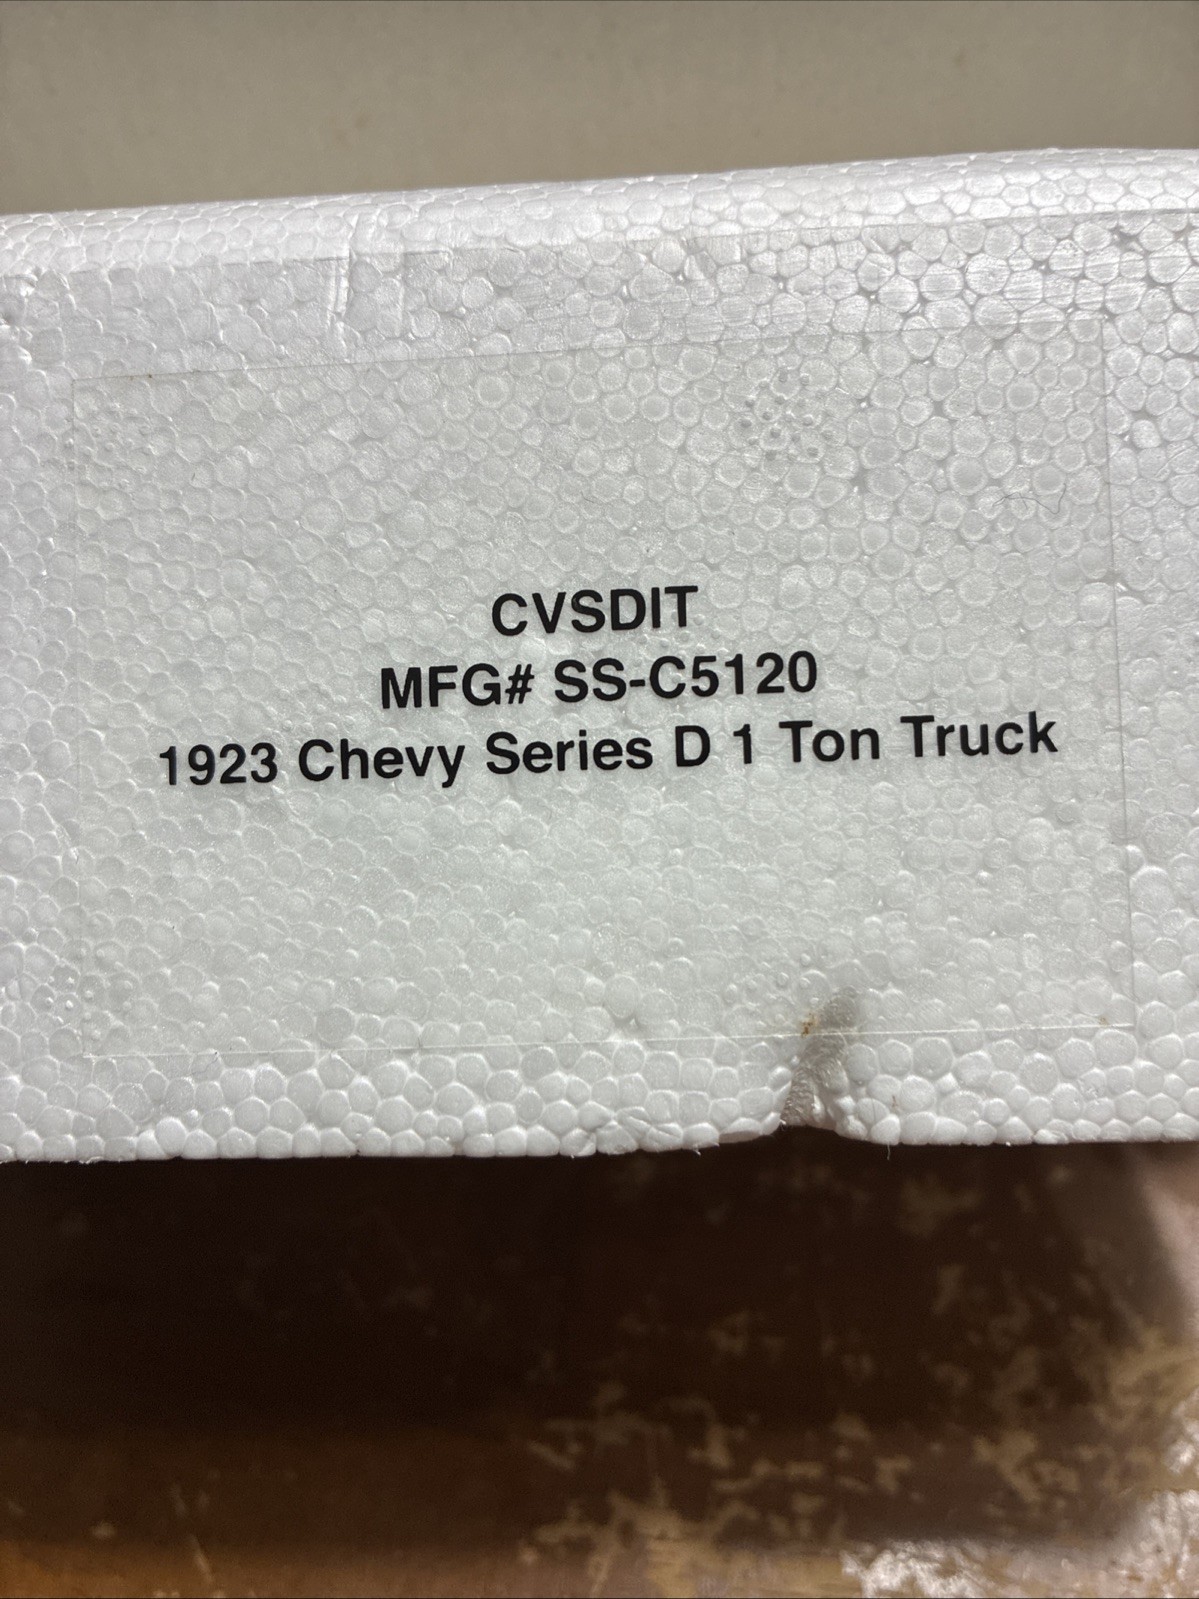 CVSDIT
MFG# SS-C5120
1923 Chevy Series D 1 Ton Truck